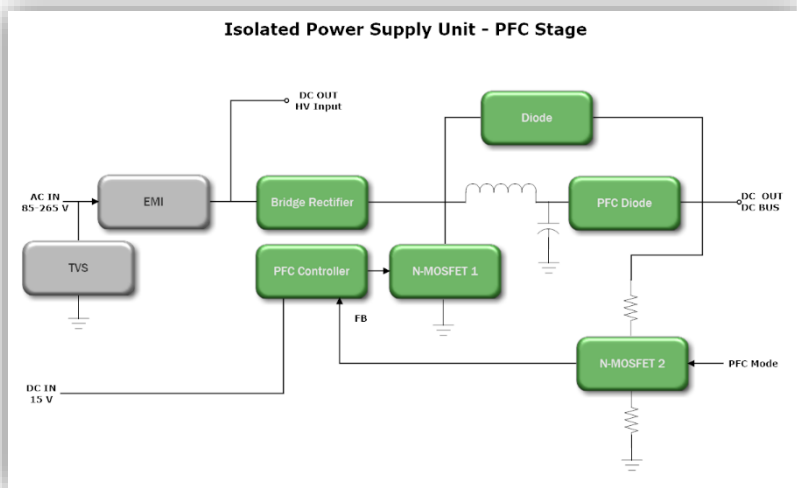 Isolated Power Supply Unit - PFC Stage
DC OUT
HV Input
Diode
AC IN
85-265 V
EMI
Bridge Rectifier
PFC Diode
DC OUT
DC BUS
TVS
PFC Controller
N-MOSFET 1
FB
N-MOSFET 2
PFC Mode
DC IN
15 V